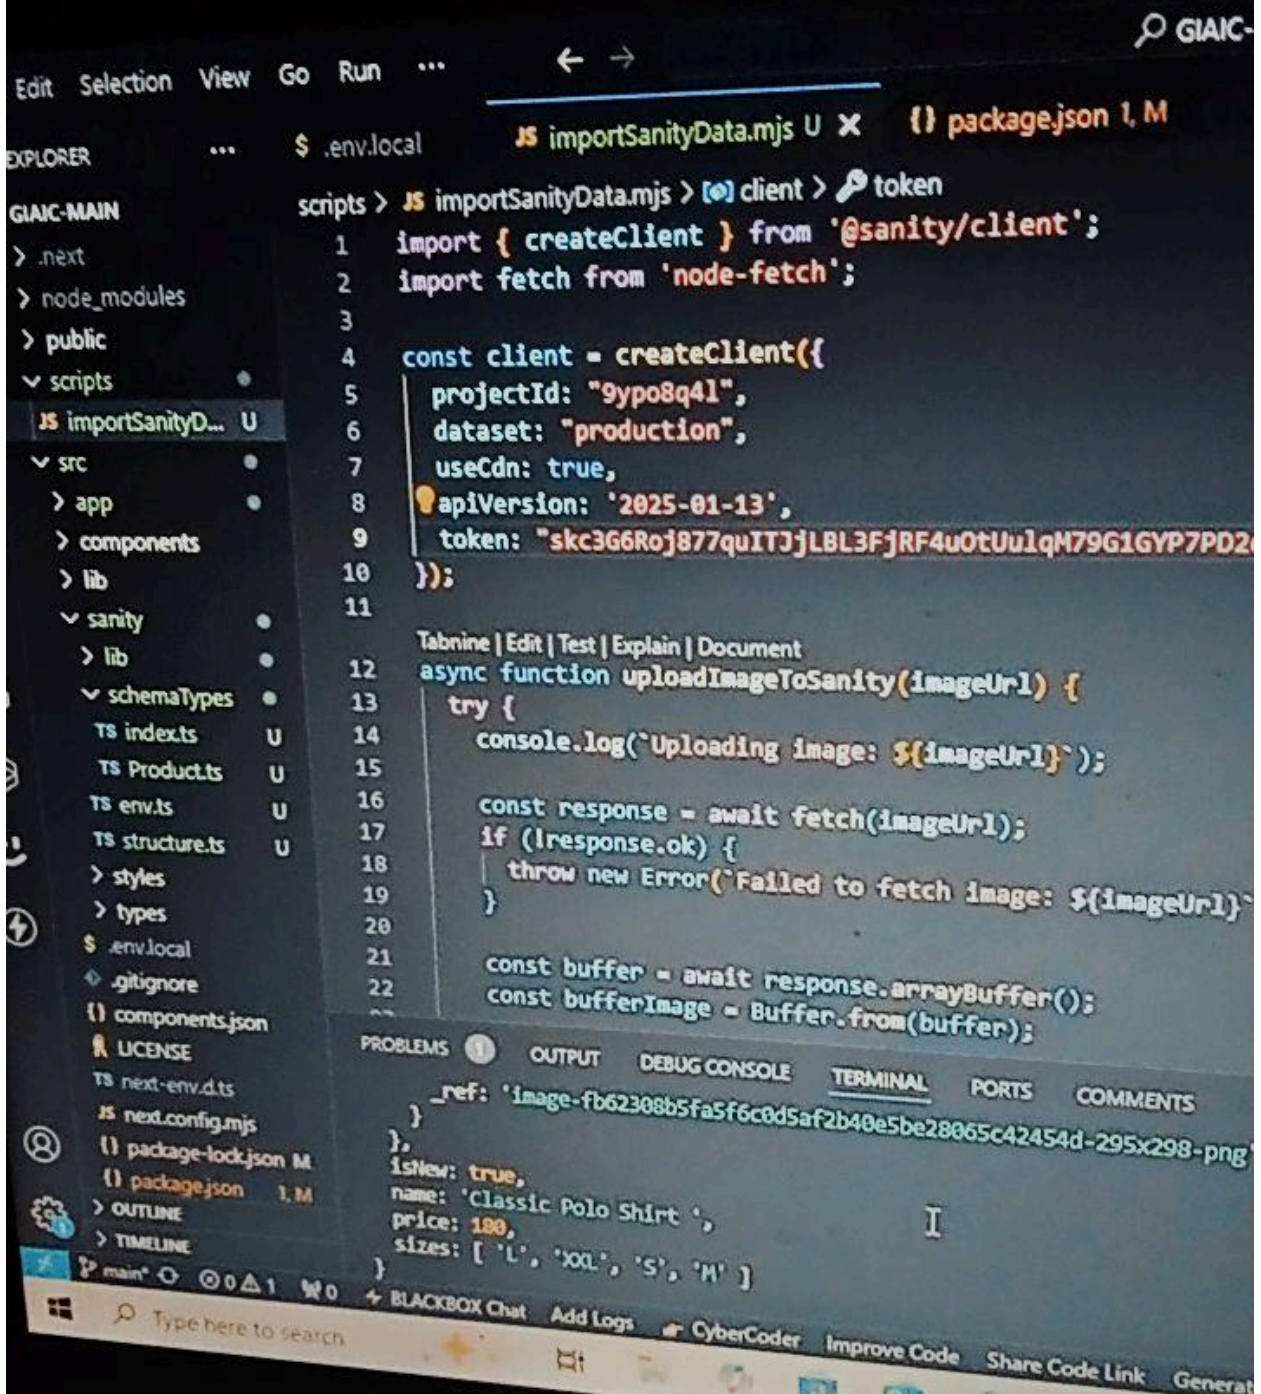 GIAIC-
Edit Selection View Go Run ...
EXPLORER ...
$ .env.local
JS importSanityData.mjs U X
{} package.json 1, M
GIAIC-MAIN
> .next
> node_modules
> public
scripts
JS importSanityD... U
src
> app
> components
> lib
sanity
> lib
schemaTypes
TS index.ts U
TS Product.ts U
TS env.ts U
TS structure.ts U
> styles
> types
$ .env.local
.gitignore
{} components.json
LICENSE
TS next-env.d.ts
JS next.config.mjs
{} package-lock.json M
{} package.json 1, M
> OUTLINE
> TIMELINE
scripts > JS importSanityData.mjs > client > token
1 import { createClient } from '@sanity/client';
2 import fetch from 'node-fetch';
3
4 const client = createClient({
5 projectId: "9ypo8q4l",
6 dataset: "production",
7 useCdn: true,
8 apiVersion: '2025-01-13',
9 token: "skc3G6Roj877quITJjLBL3FjRF4uOtUulqM79G1GYP7PD2
10 });
11
Tabnine | Edit | Test | Explain | Document
12 async function uploadImageToSanity(imageUrl) {
13 try {
14 console.log(`Uploading image: ${imageUrl}`);
15
16 const response = await fetch(imageUrl);
17 if (!response.ok) {
18 throw new Error(`Failed to fetch image: ${imageUrl}`
19 }
20
21 const buffer = await response.arrayBuffer();
22 const bufferImage = Buffer.from(buffer);
PROBLEMS 1 OUTPUT DEBUG CONSOLE TERMINAL PORTS COMMENTS
_ref: 'image-fb62308b5fa5f6c0d5af2b40e5be28065c42454d-295x298-png'
}
},
isNew: true,
name: 'Classic Polo Shirt ',
price: 180,
sizes: [ 'L', 'XXL', 'S', 'M' ]
}
main* 0 1 0 BLACKBOX Chat Add Logs CyberCoder Improve Code Share Code Link Generat
Type here to search